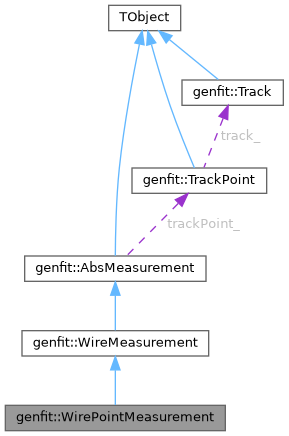 TObject
genfit::Track
track_
genfit::TrackPoint
trackPoint_
genfit::AbsMeasurement
genfit::WireMeasurement
genfit::WirePointMeasurement